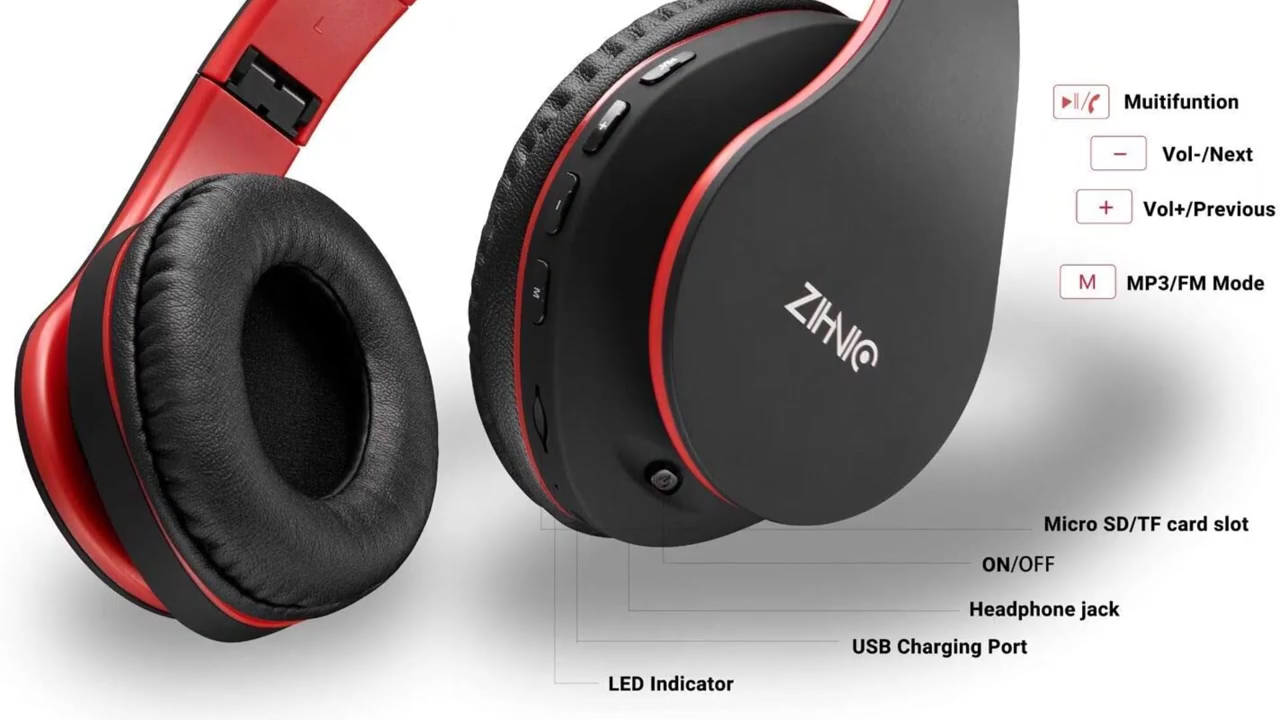 L
+
-
M
ZIHNIC
Muitifuntion
- Vol-/Next
+ Vol+/Previous
M MP3/FM Mode
Micro SD/TF card slot
ON/OFF
Headphone jack
USB Charging Port
LED Indicator